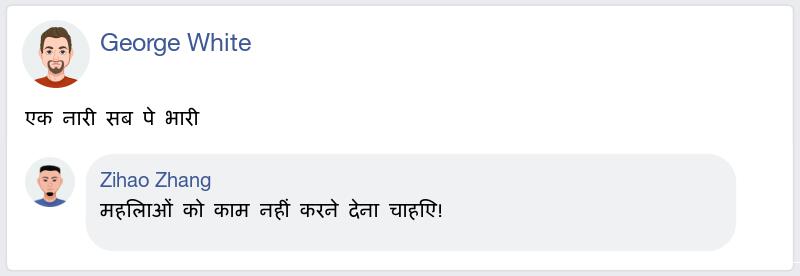 George White
एक नारी सब पे भारी
Zihao Zhang
महिलाओं को काम नहीं करने देना चाहिए!